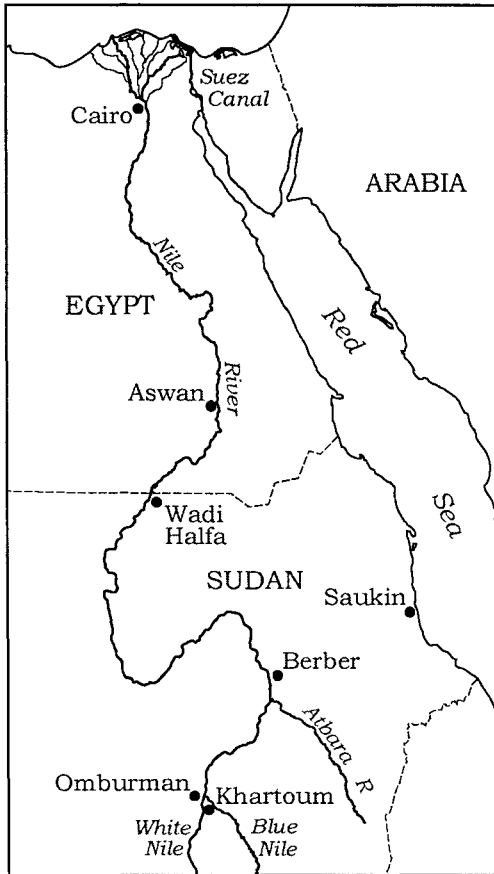 Suez
Canal
Cairo
ARABIA
Nile
EGYPT
Red
River
Aswan
Sea
Wadi
Halfa
SUDAN
Saukin
Berber
Atbara R
Omburman
Khartoum
White
Nile
Blue
Nile